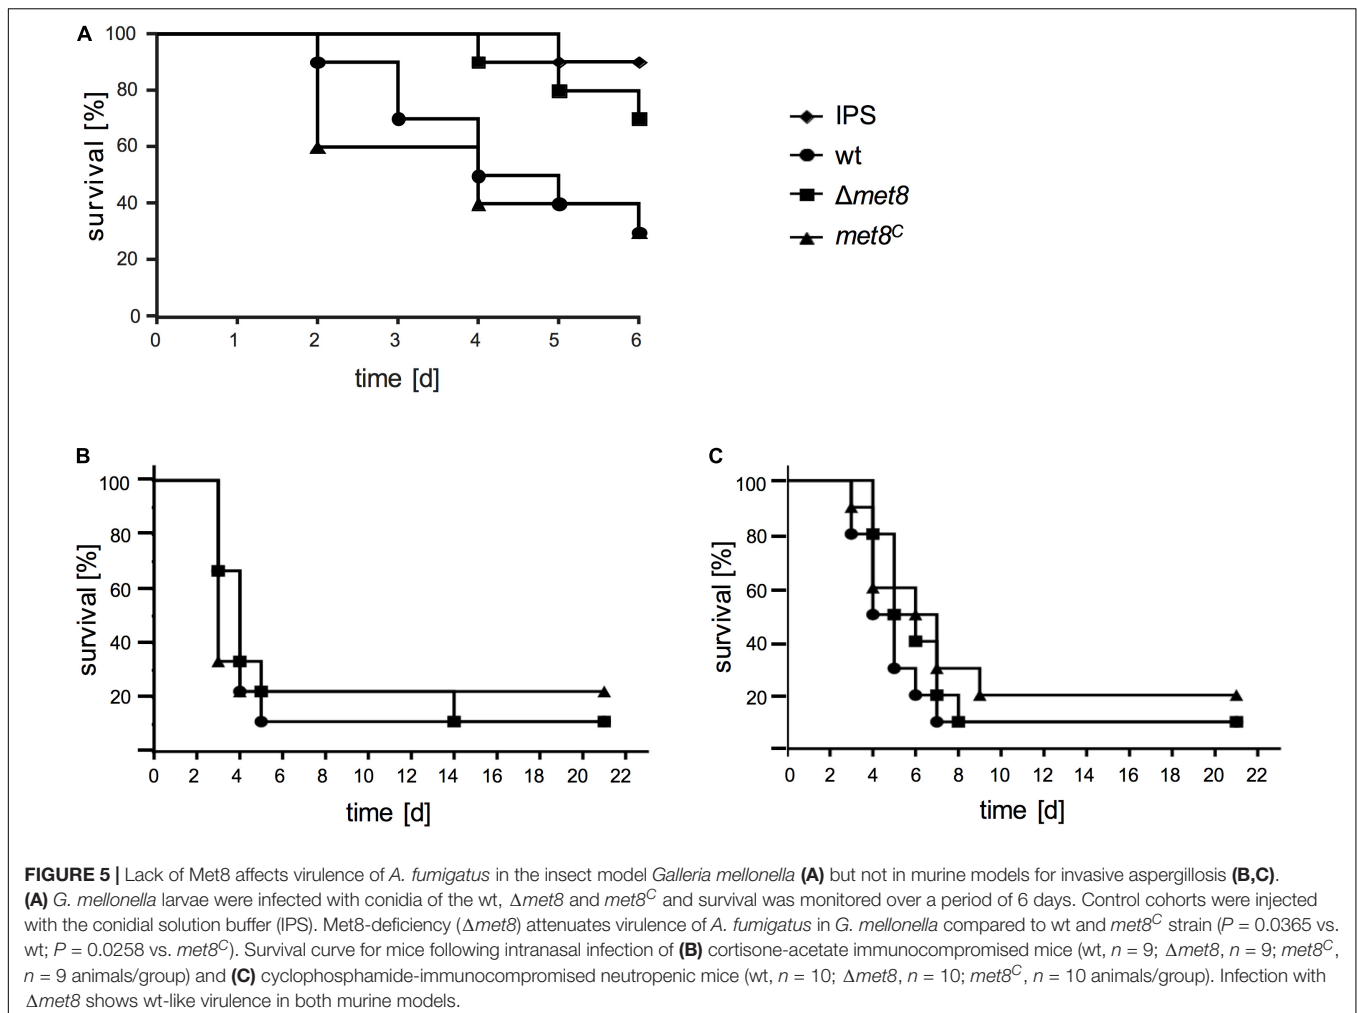 A
100
80
60
40
20
0
survival [%]
0 1 2 3 4 5 6
time [d]
IPS
wt
Δmet8
met8ᶜ
B
100
80
60
40
20
survival [%]
0 2 4 6 8 10 12 14 16 18 20 22
time [d]
C
100
80
60
40
20
survival [%]
0 2 4 6 8 10 12 14 16 18 20 22
time [d]
FIGURE 5 | Lack of Met8 affects virulence of A. fumigatus in the insect model Galleria mellonella (A) but not in murine models for invasive aspergillosis (B,C).
(A) G. mellonella larvae were infected with conidia of the wt, Δmet8 and met8ᶜ and survival was monitored over a period of 6 days. Control cohorts were injected
with the conidial solution buffer (IPS). Met8-deficiency (Δmet8) attenuates virulence of A. fumigatus in G. mellonella compared to wt and met8ᶜ strain (P = 0.0365 vs.
wt; P = 0.0258 vs. met8ᶜ). Survival curve for mice following intranasal infection of (B) cortisone-acetate immunocompromised mice (wt, n = 9; Δmet8, n = 9; met8ᶜ,
n = 9 animals/group) and (C) cyclophosphamide-immunocompromised neutropenic mice (wt, n = 10; Δmet8, n = 10; met8ᶜ, n = 10 animals/group). Infection with
Δmet8 shows wt-like virulence in both murine models.